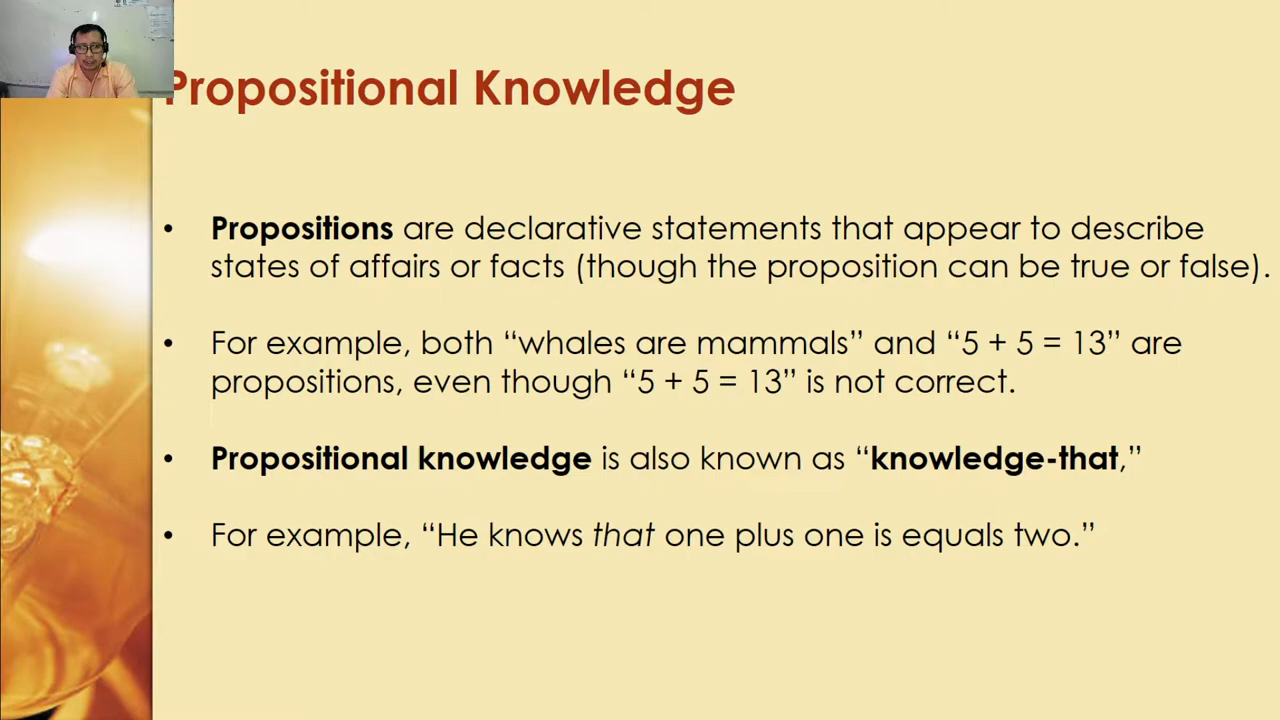 Propositional Knowledge
• Propositions are declarative statements that appear to describe
states of affairs or facts (though the proposition can be true or false).
• For example, both “whales are mammals” and “5 + 5 = 13” are
propositions, even though “5 + 5 = 13” is not correct.
• Propositional knowledge is also known as “knowledge-that,”
• For example, “He knows that one plus one is equals two.”